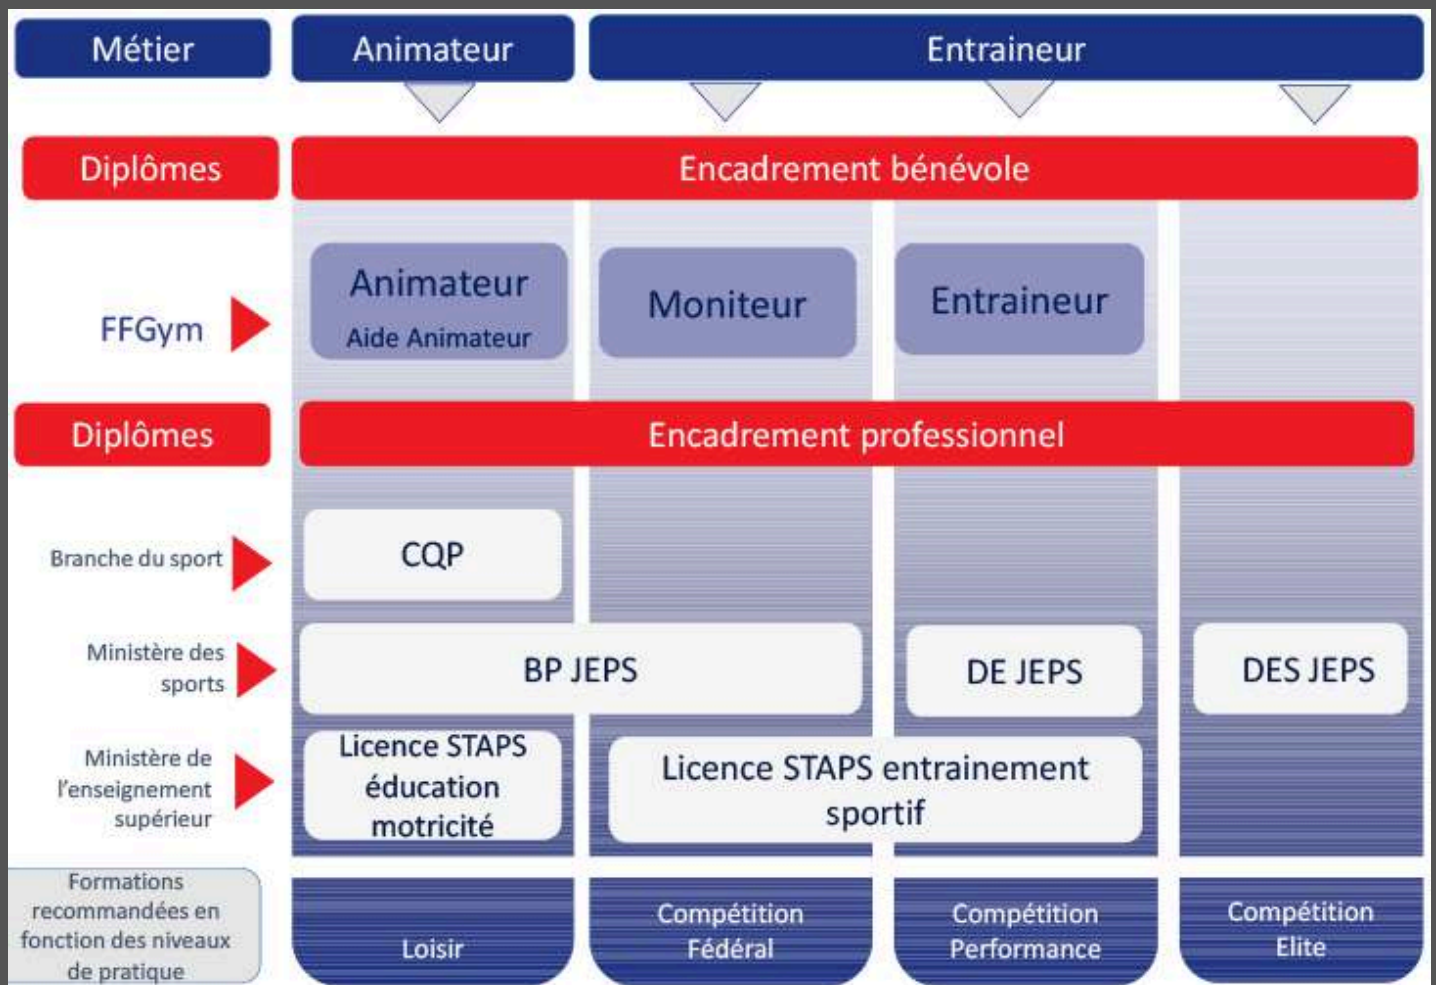 Métier
Animateur
Entraineur
Diplômes
Encadrement bénévole
FFGym
Animateur
Aide Animateur
Moniteur
Entraineur
Diplômes
Encadrement professionnel
Branche du sport
CQP
Ministère des
sports
BP JEPS
DE JEPS
DES JEPS
Ministère de
l'enseignement
supérieur
Licence STAPS
éducation
motricité
Licence STAPS entrainement
sportif
Formations
recommandées en
fonction des niveaux
de pratique
Loisir
Compétition
Fédéral
Compétition
Performance
Compétition
Elite